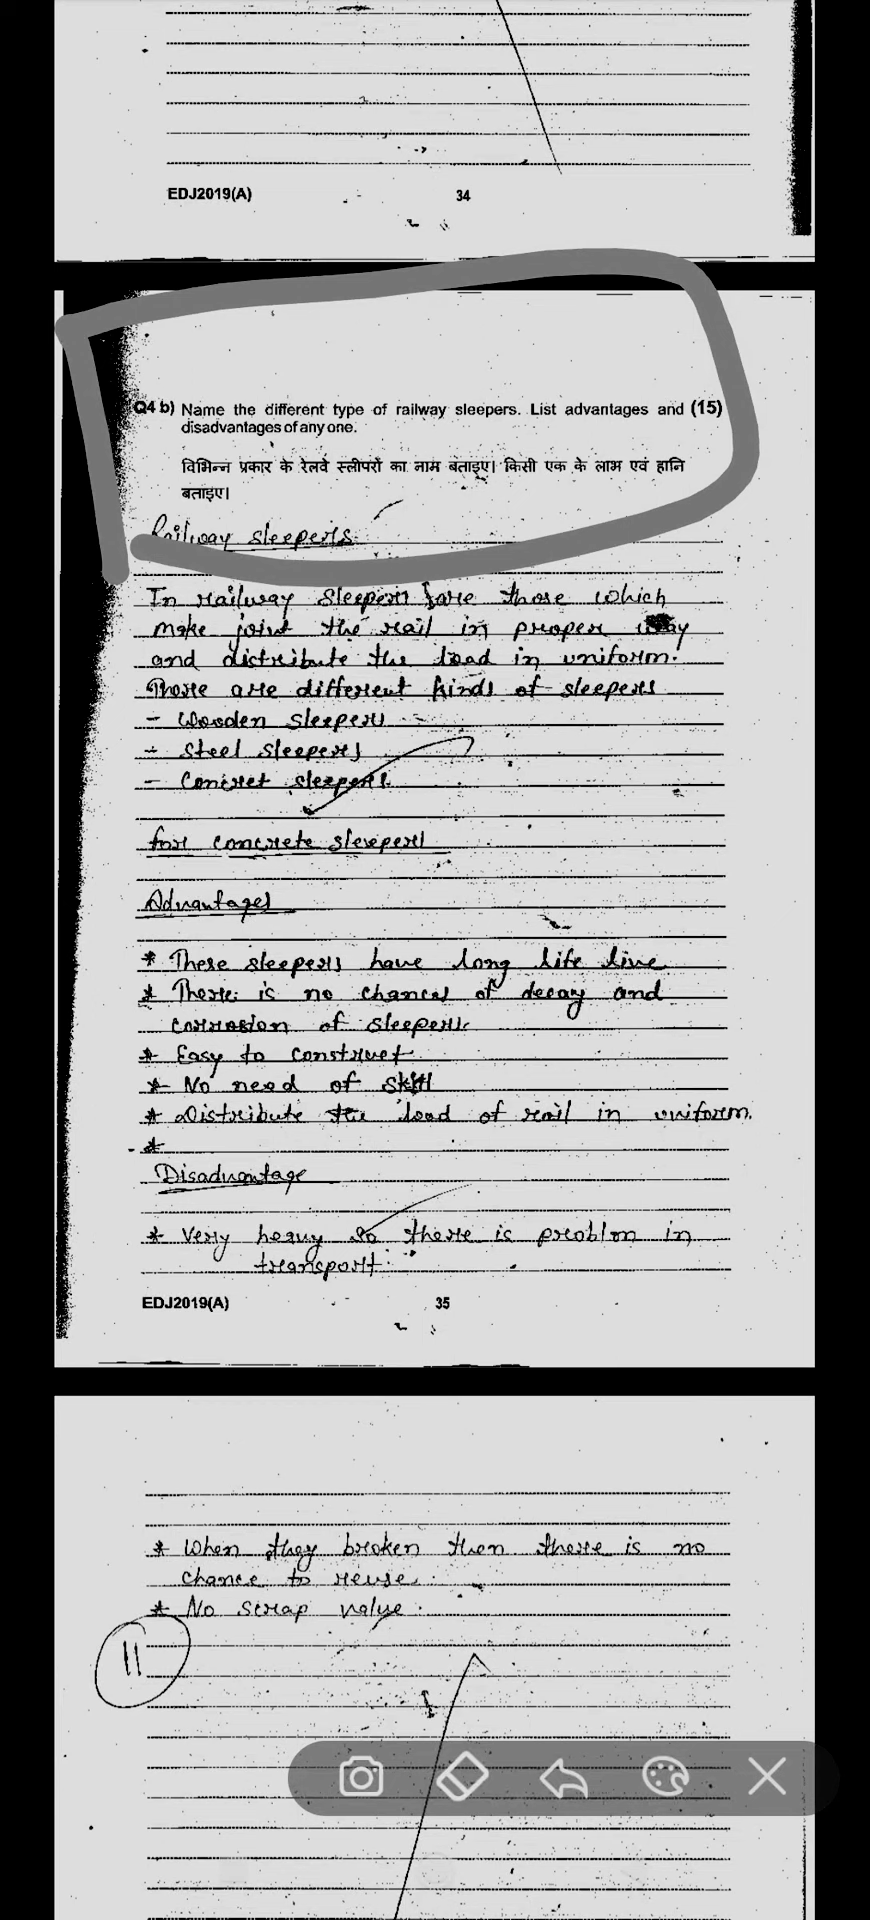 EDJ2019(A)
34
Q4 b) Name the different type of railway sleepers. List advantages and (15)
disadvantages of any one.
विभिन्न प्रकार के रेलवे स्लीपरों का नाम बताइए। किसी एक के लाभ एवं हानि
बताइए।
Railway sleepers
In railway sleepers are those which
make joint the rail in proper way
and distribute the load in uniform.
There are different kinds of sleepers
- Wooden sleepers
- Steel sleepers
- Concret sleepers.
for concrete sleepers
Advantages
* These sleepers have long life line
* There is no chances of decay and
corrosion of sleepers.
* Easy to construct
* No need of skill
* Distribute the load of rail in uniform.
*
Disadvantage
* Very heavy so there is problm in
transport.
EDJ2019(A)
35
* When they broken then there is no
chance to reuse.
* No scrap value.
11